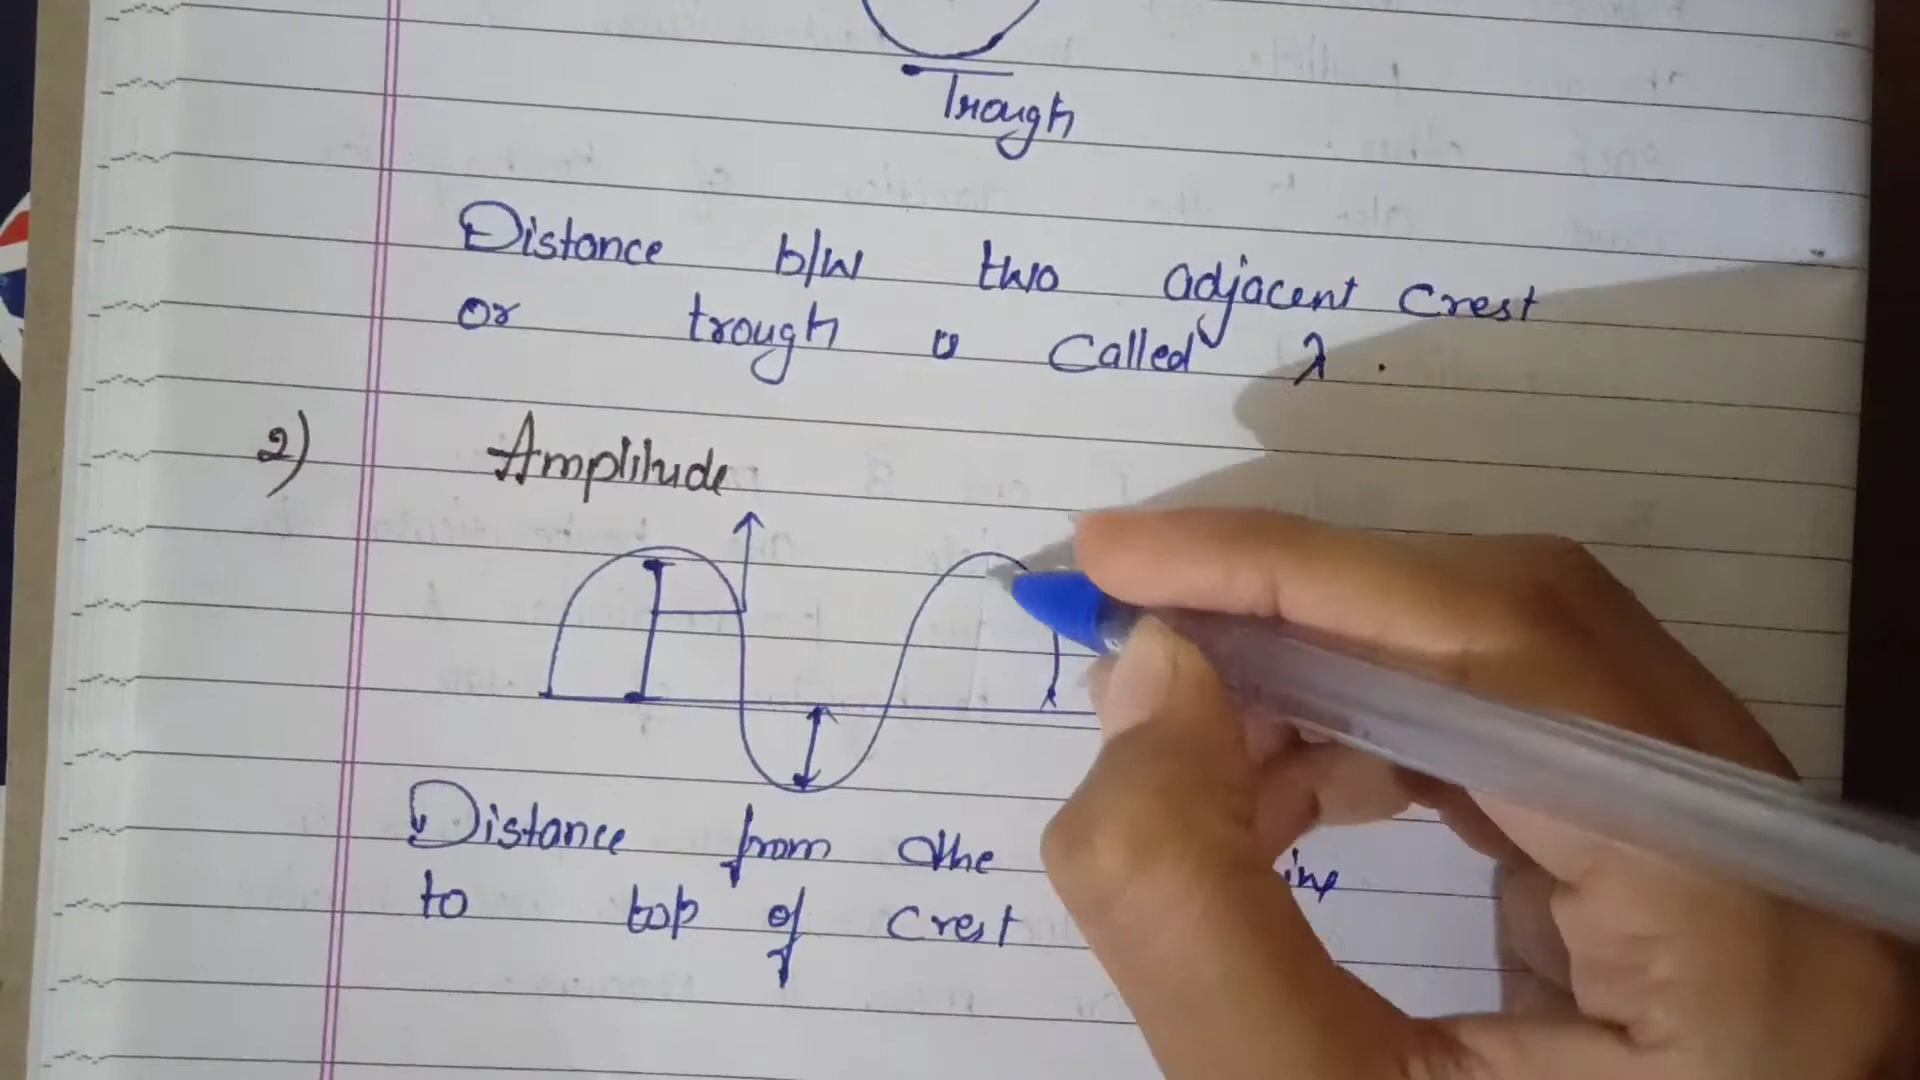 Trough
Distance b/w two adjacent Crest
or trough is Called λ .
2) Amplitude
Distance from the
to top of Crest